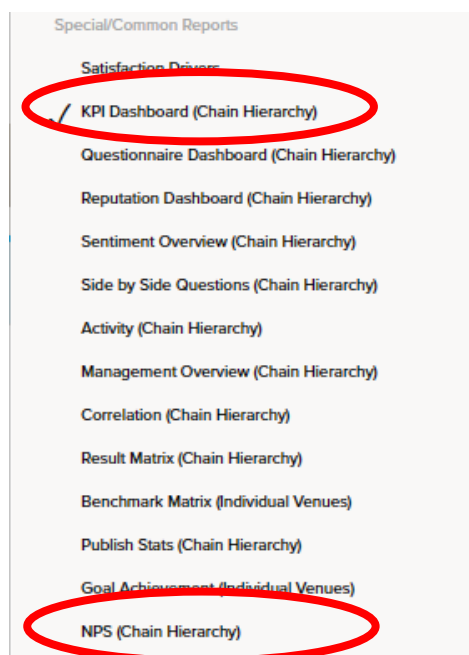 Special/Common Reports
Satisfaction Drivers
KPI Dashboard (Chain Hierarchy)
Questionnaire Dashboard (Chain Hierarchy)
Reputation Dashboard (Chain Hierarchy)
Sentiment Overview (Chain Hierarchy)
Side by Side Questions (Chain Hierarchy)
Activity (Chain Hierarchy)
Management Overview (Chain Hierarchy)
Correlation (Chain Hierarchy)
Result Matrix (Chain Hierarchy)
Benchmark Matrix (Individual Venues)
Publish Stats (Chain Hierarchy)
Goal Achievement (Individual Venues)
NPS (Chain Hierarchy)